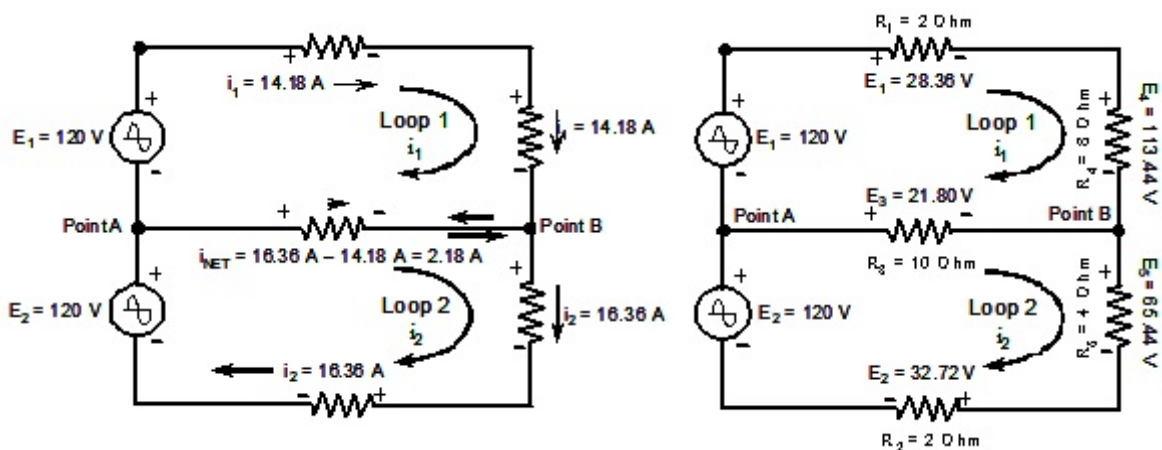 i₁ = 14.18 A
E₁ = 120 V
Loop 1
i₁
i = 14.18 A
Point A
Point B
iNET = 16.36 A – 14.18 A = 2.18 A
E₂ = 120 V
Loop 2
i₂
i₂ = 16.36 A
i₂ = 16.36 A
R₁ = 2 Ohm
E₁ = 28.36 V
E₁ = 120 V
Loop 1
i₁
R₄ = 8 Ohm
E₄ = 113.44 V
E₃ = 21.80 V
Point A
Point B
R₃ = 10 Ohm
E₂ = 120 V
Loop 2
i₂
R₅ = 4 Ohm
E₅ = 65.44 V
E₂ = 32.72 V
R₂ = 2 Ohm